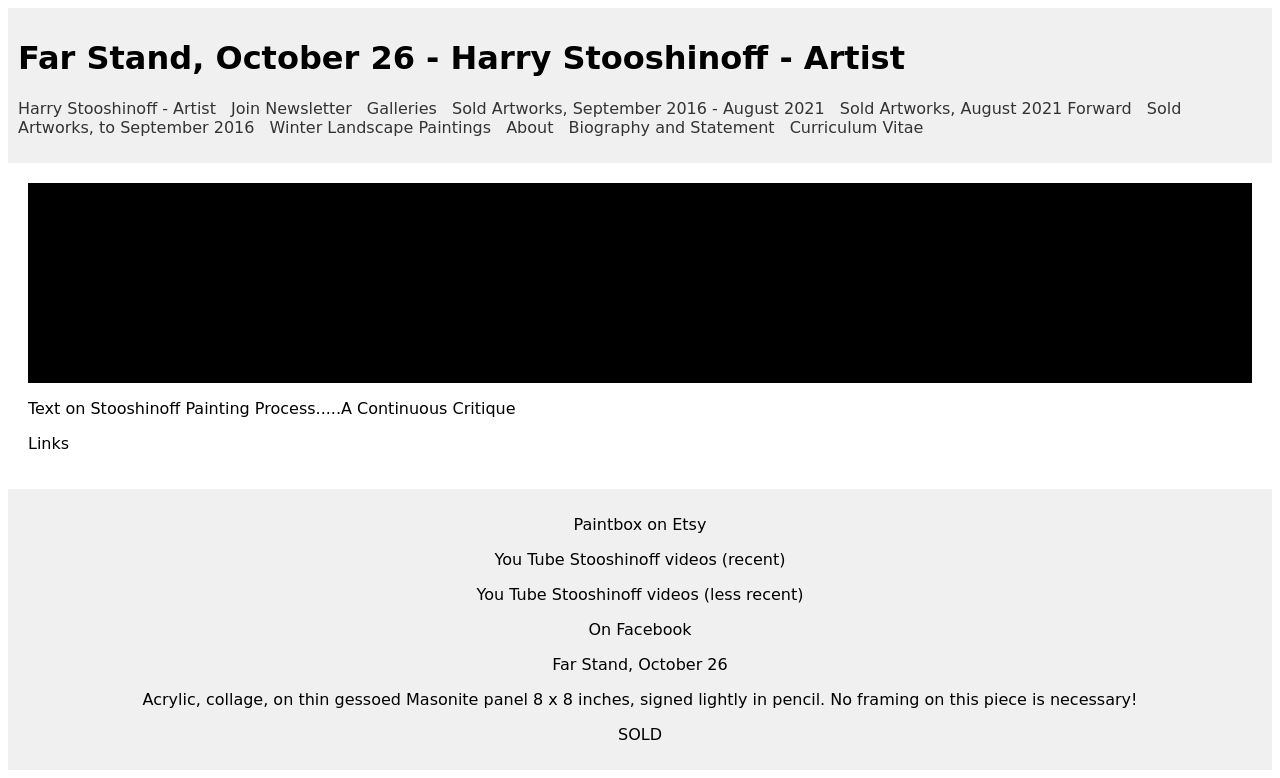 Far Stand, October 26 - Harry Stooshinoff - Artist
Harry Stooshinoff - Artist Join Newsletter Galleries Sold Artworks, September 2016 - August 2021 Sold Artworks, August 2021 Forward Sold
Artworks, to September 2016 Winter Landscape Paintings About Biography and Statement Curriculum Vitae
Text on Stooshinoff Painting Process.....A Continuous Critique
Links
Paintbox on Etsy
You Tube Stooshinoff videos (recent)
You Tube Stooshinoff videos (less recent)
On Facebook
Far Stand, October 26
Acrylic, collage, on thin gessoed Masonite panel 8 x 8 inches, signed lightly in pencil. No framing on this piece is necessary!
SOLD